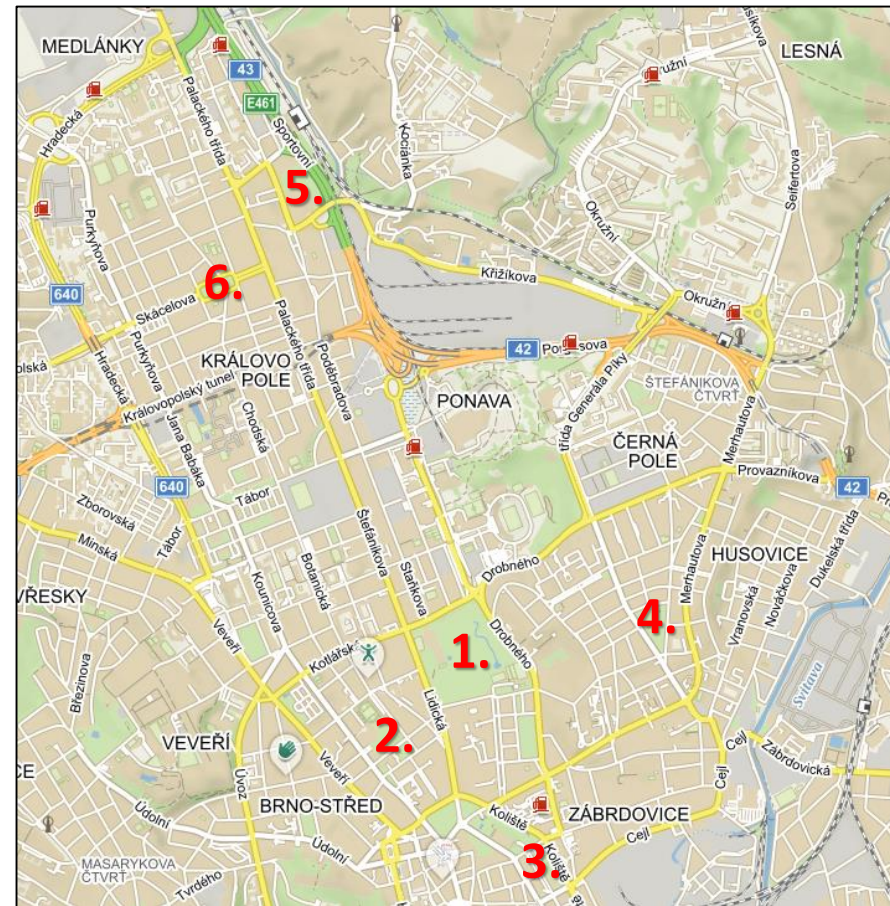 MEDLÁNKY
LESNÁ
Okružní
43
E461
Hradecká
Palackého třída
Sportovní
Kociánka
Seifertova
5.
Purkyňova
Okružní
Křižíkova
Okružní
640
6.
Skácelova
Palackého třída
Poděbradova
42
Porgesova
KRÁLOVO
POLE
Hradecká
Purkyňova
Královopolský tunel
Chodská
Jana Babáka
PONAVA
třída Generála Píky
ŠTEFÁNIKOVA
ČTVRŤ
ČERNÁ
POLE
Merhautova
Provazníkova
42
640
Tábor
Zborovská
Minská
Tábor
Štefánikova
Staňkova
Botanická
Kounicova
Drobného
HUSOVICE
Merhautova
Dukelská třída
Nováčkova
Vranovská
VŘESKY
Veveří
Kotlářská
1.
Drobného
4.
Svitava
Březinova
Lidická
2.
VEVEŘÍ
Veveří
Úvoz
Cejl
Cejl
Zábrdovická
BRNO-STŘED
Koliště
ZÁBRDOVICE
Cejl
Údolní
Údolní
3.
Koliště
MASARYKOVA
ČTVRŤ
Tvrdého